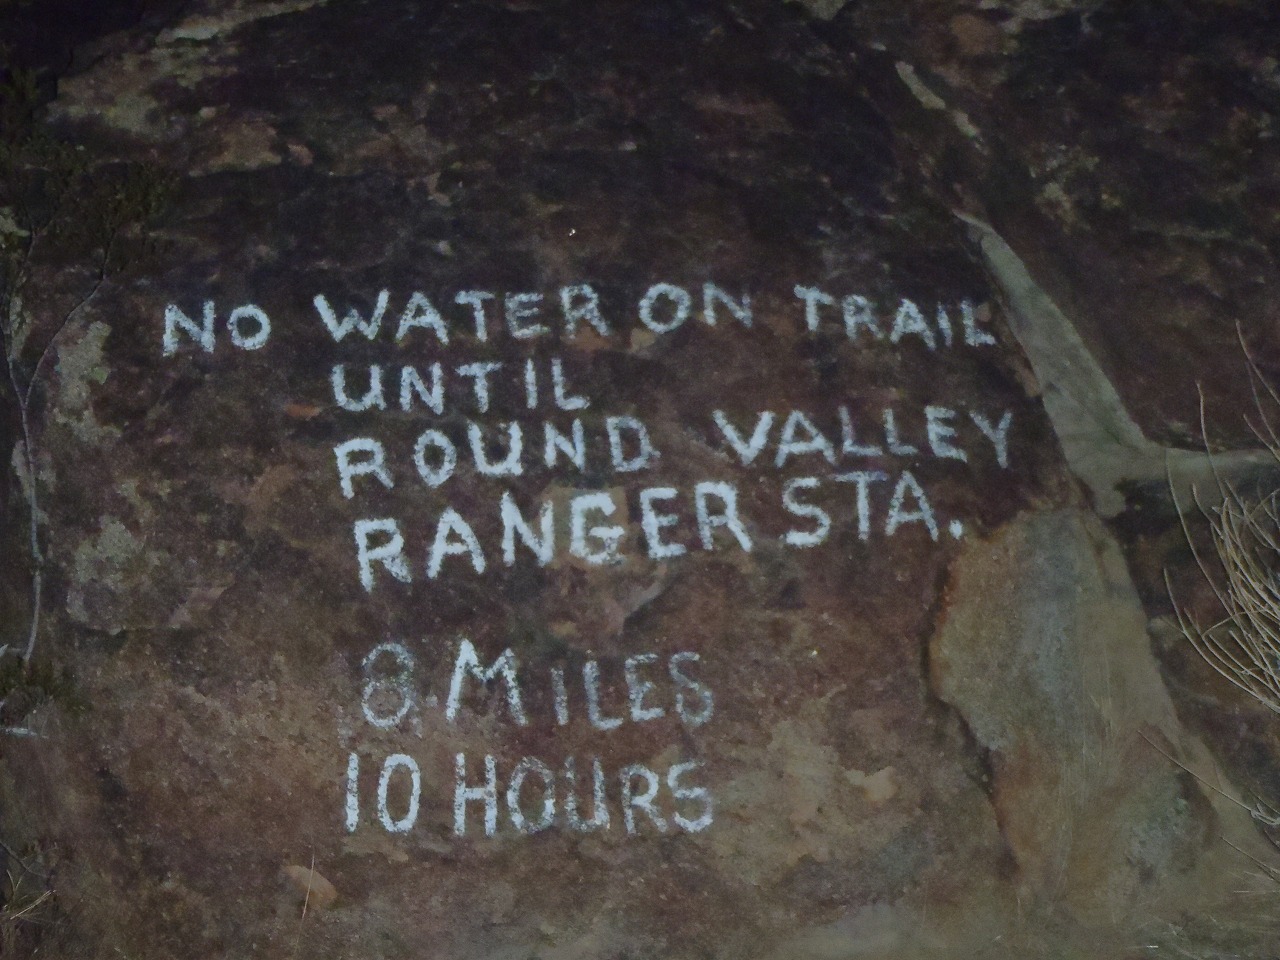 NO WATER ON TRAIL
UNTIL
ROUND VALLEY
RANGER STA.
8 MILES
10 HOURS